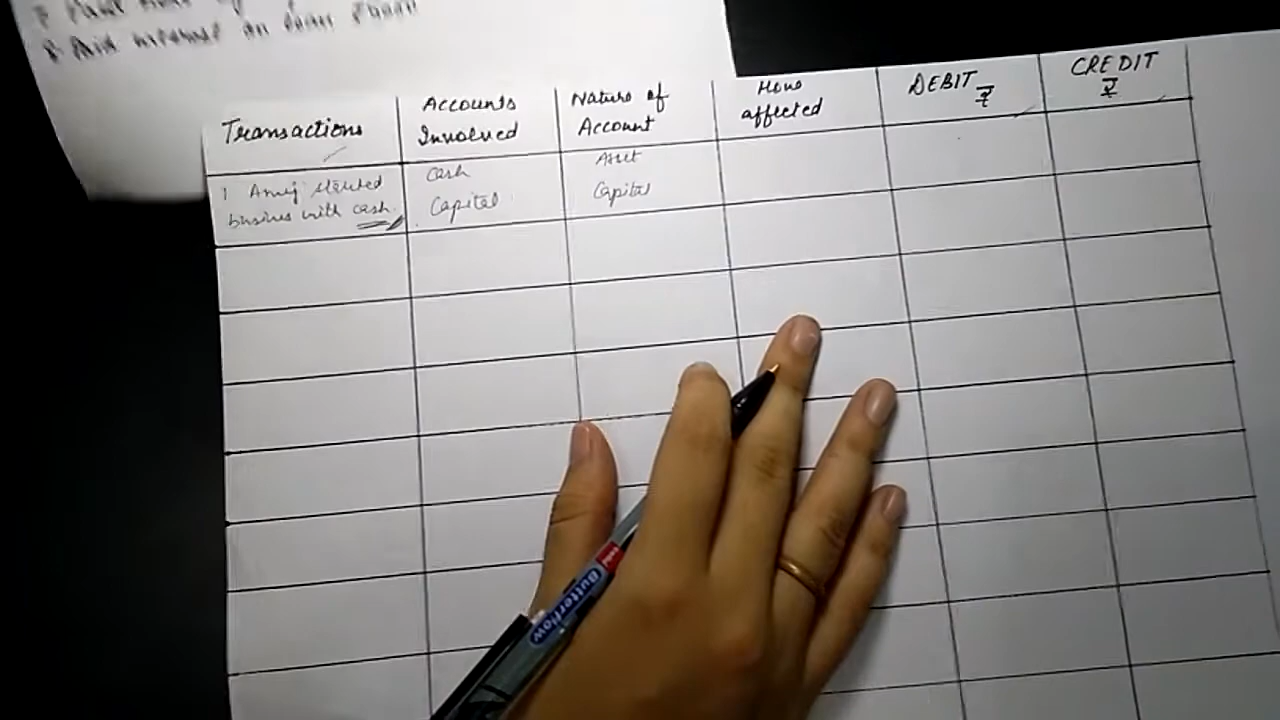 8 Paid interest on loan
Transactions
Accounts
Involved
Nature of
Account
How
affected
DEBIT ₹
CREDIT
₹
1 Anuj started
business with cash.
Cash
Capital
Asset
Capital
Butterflow